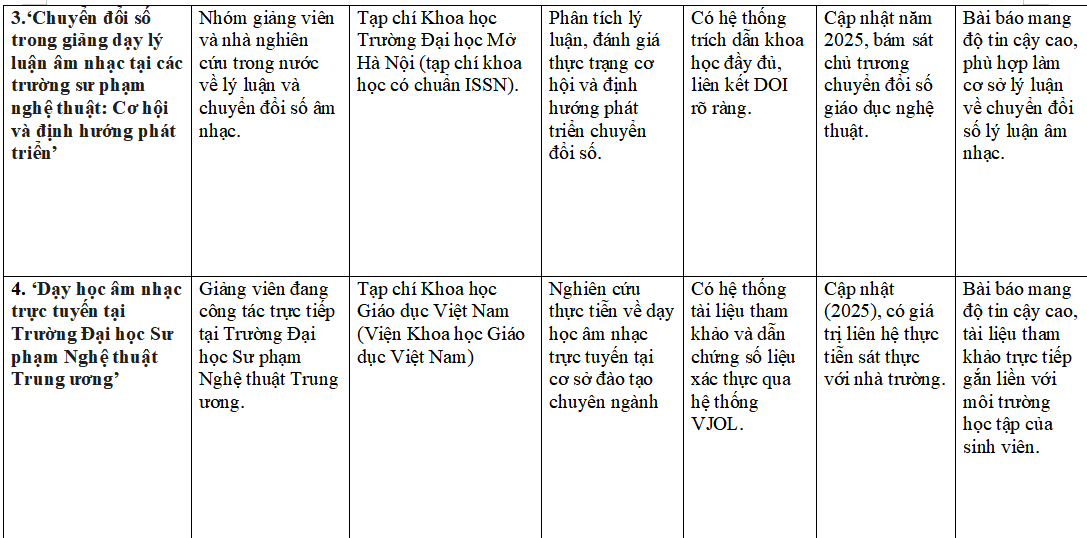 3.‘Chuyển đổi số
trong giảng dạy lý
luận âm nhạc tại các
trường sư phạm
nghệ thuật: Cơ hội
và định hướng phát
triển’
Nhóm giảng viên
và nhà nghiên
cứu trong nước
về lý luận và
chuyển đổi số âm
nhạc.
Tạp chí Khoa học
Trường Đại học Mở
Hà Nội (tạp chí khoa
học có chuẩn ISSN).
Phân tích lý
luận, đánh giá
thực trạng cơ
hội và định
hướng phát
triển chuyển
đổi số.
Có hệ thống
trích dẫn khoa
học đầy đủ,
liên kết DOI
rõ ràng.
Cập nhật năm
2025, bám sát
chủ trương
chuyển đổi số
giáo dục nghệ
thuật.
Bài báo mang
độ tin cậy cao,
phù hợp làm
cơ sở lý luận
về chuyển đổi
số lý luận âm
nhạc.
4. ‘Dạy học âm nhạc
trực tuyến tại
Trường Đại học Sư
phạm Nghệ thuật
Trung ương’
Giảng viên đang
công tác trực tiếp
tại Trường Đại
học Sư phạm
Nghệ thuật Trung
ương.
Tạp chí Khoa học
Giáo dục Việt Nam
(Viện Khoa học Giáo
dục Việt Nam)
Nghiên cứu
thực tiễn về dạy
học âm nhạc
trực tuyến tại
cơ sở đào tạo
chuyên ngành
Có hệ thống
tài liệu tham
khảo và dẫn
chứng số liệu
xác thực qua
hệ thống
VJOL.
Cập nhật
(2025), có giá
trị liên hệ thực
tiễn sát thực
với nhà trường.
Bài báo mang
độ tin cậy cao,
tài liệu tham
khảo trực tiếp
gắn liền với
môi trường
học tập của
sinh viên.